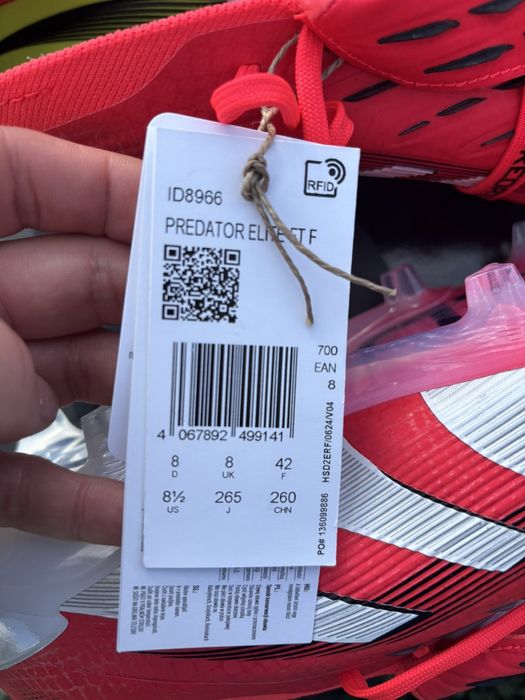 RFID
ID8966
PREDATOR ELITE FT F
700
EAN
8
4 067892 499141
8 8 42
D UK F
8½ 265 260
US J CHN
HSD2ERF/0624/V04
PO# 136099886